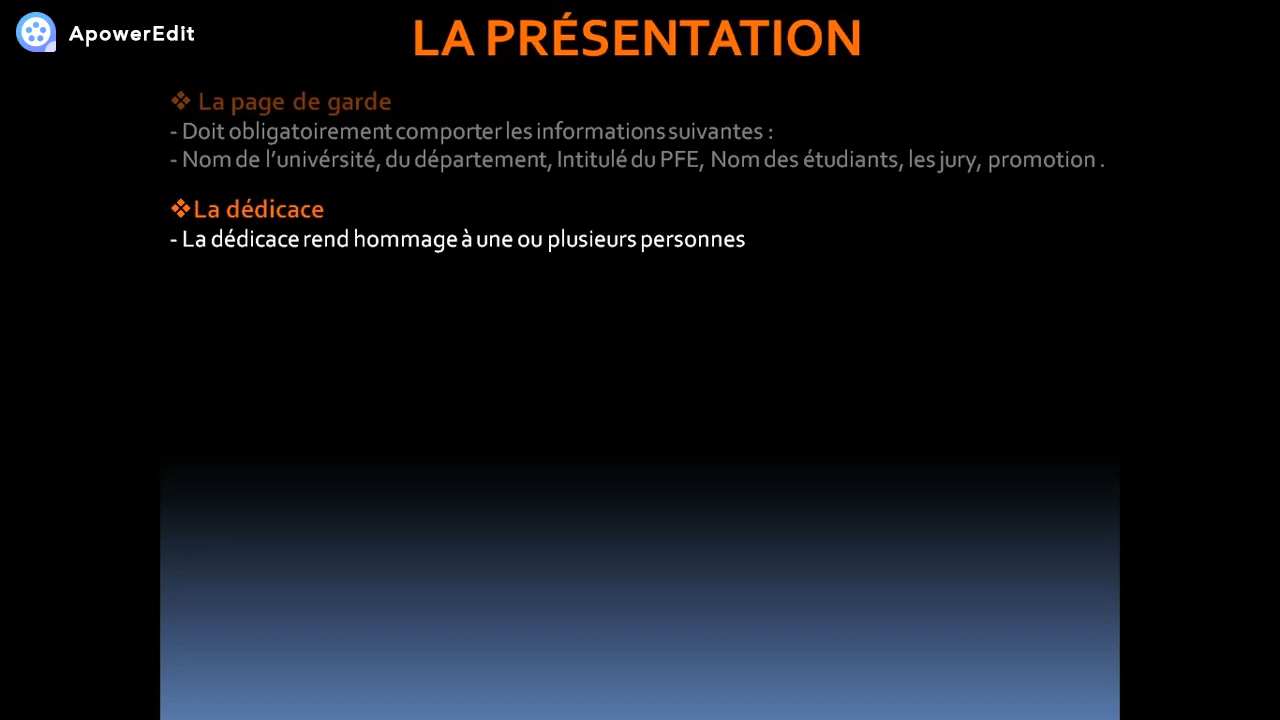 ApowerEdit
LA PRÉSENTATION
❖ La page de garde
- Doit obligatoirement comporter les informations suivantes :
- Nom de l’univérsité, du département, Intitulé du PFE, Nom des étudiants, les jury, promotion .
❖La dédicace
- La dédicace rend hommage à une ou plusieurs personnes